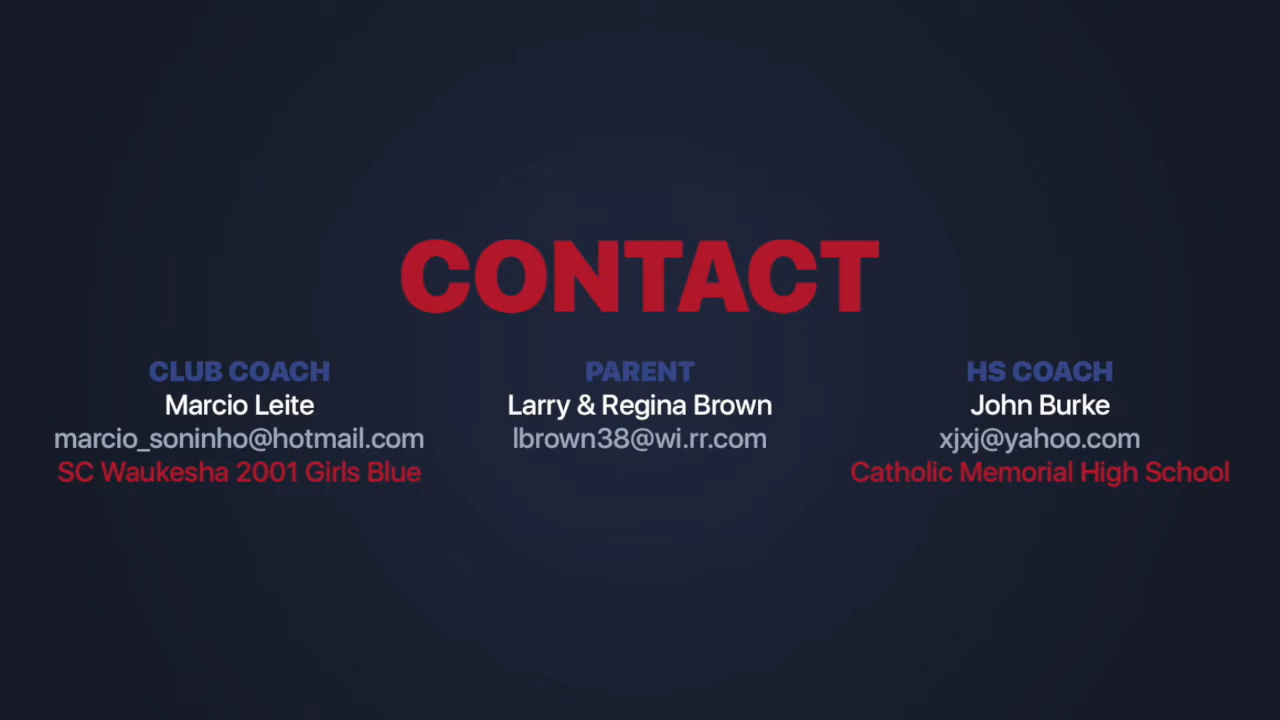 CONTACT
CLUB COACH
Marcio Leite
marcio_soninho@hotmail.com
SC Waukesha 2001 Girls Blue
PARENT
Larry & Regina Brown
lbrown38@wi.rr.com
HS COACH
John Burke
xjxj@yahoo.com
Catholic Memorial High School